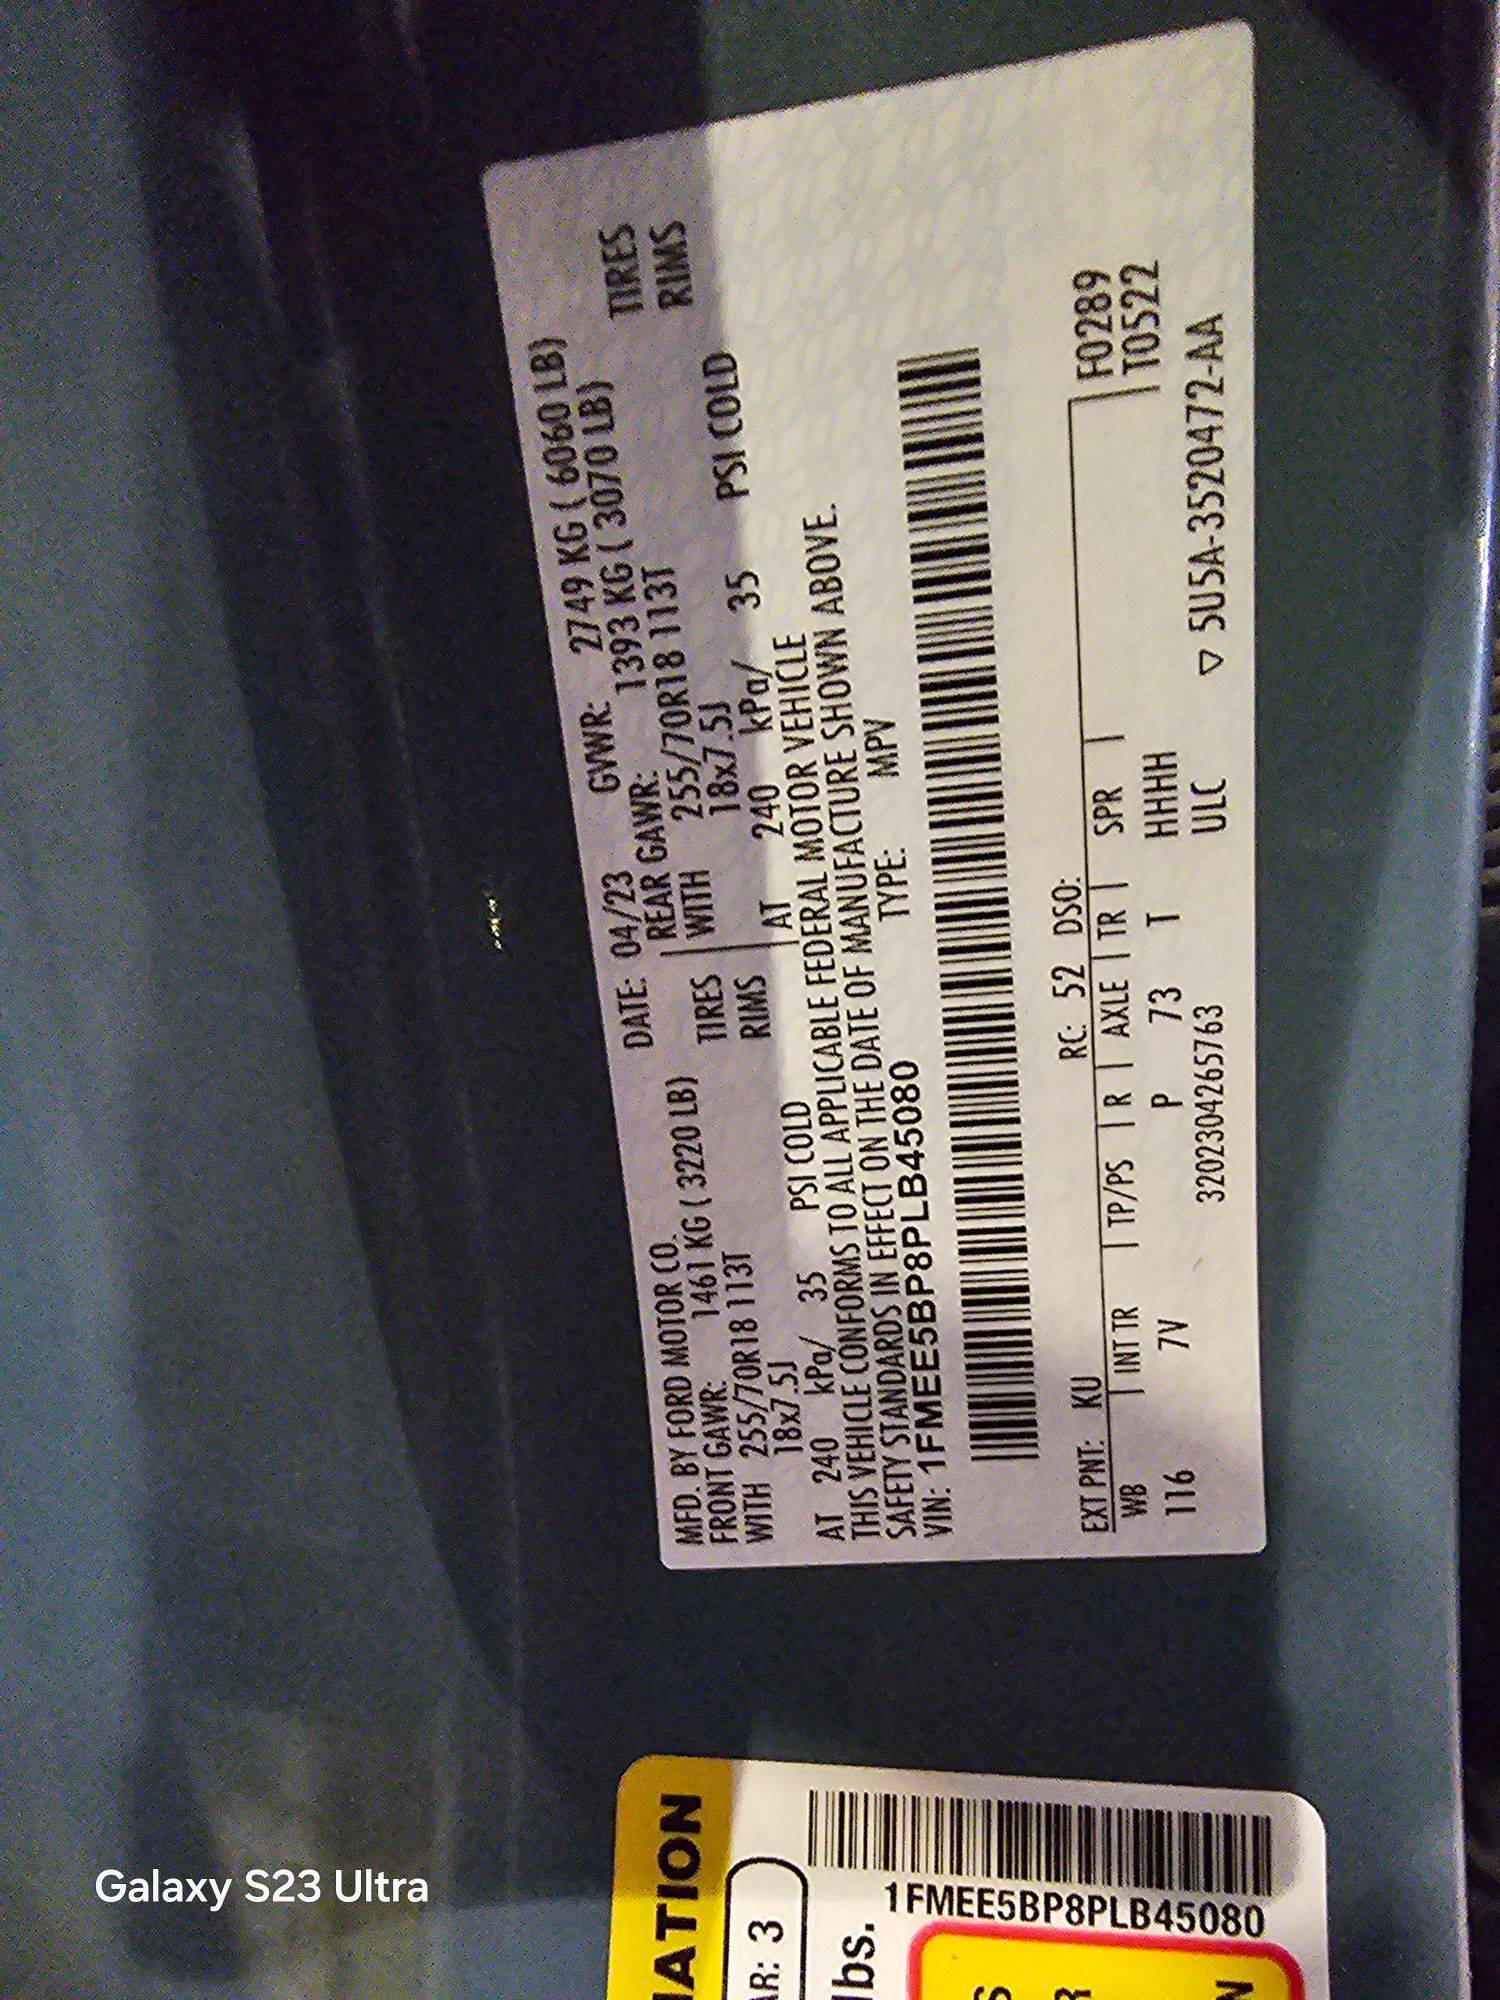 MFD. BY FORD MOTOR CO. DATE: 04/23 GVWR: 2749 KG ( 6060 LB)
FRONT GAWR: 1461 KG ( 3220 LB) REAR GAWR: 1393 KG ( 3070 LB)
WITH 255/70R18 113T TIRES WITH 255/70R18 113T TIRES
18x7.5J RIMS 18x7.5J RIMS
AT 240 kPa/ 35 PSI COLD AT 240 kPa/ 35 PSI COLD
THIS VEHICLE CONFORMS TO ALL APPLICABLE FEDERAL MOTOR VEHICLE
SAFETY STANDARDS IN EFFECT ON THE DATE OF MANUFACTURE SHOWN ABOVE.
VIN: 1FMEE5BP8PLB45080 TYPE: MPV
EXT PNT: KU RC: 52 DSO:
WB | INT TR | TP/PS | R | AXLE | TR | SPR | F0289
116 7V P 73 T HHHH T0522
3202304265763 ULC ▽ 5U5A-3520472-AA
ATION
AR: 3
lbs.
1FMEE5BP8PLB45080
S
R
N
Galaxy S23 Ultra